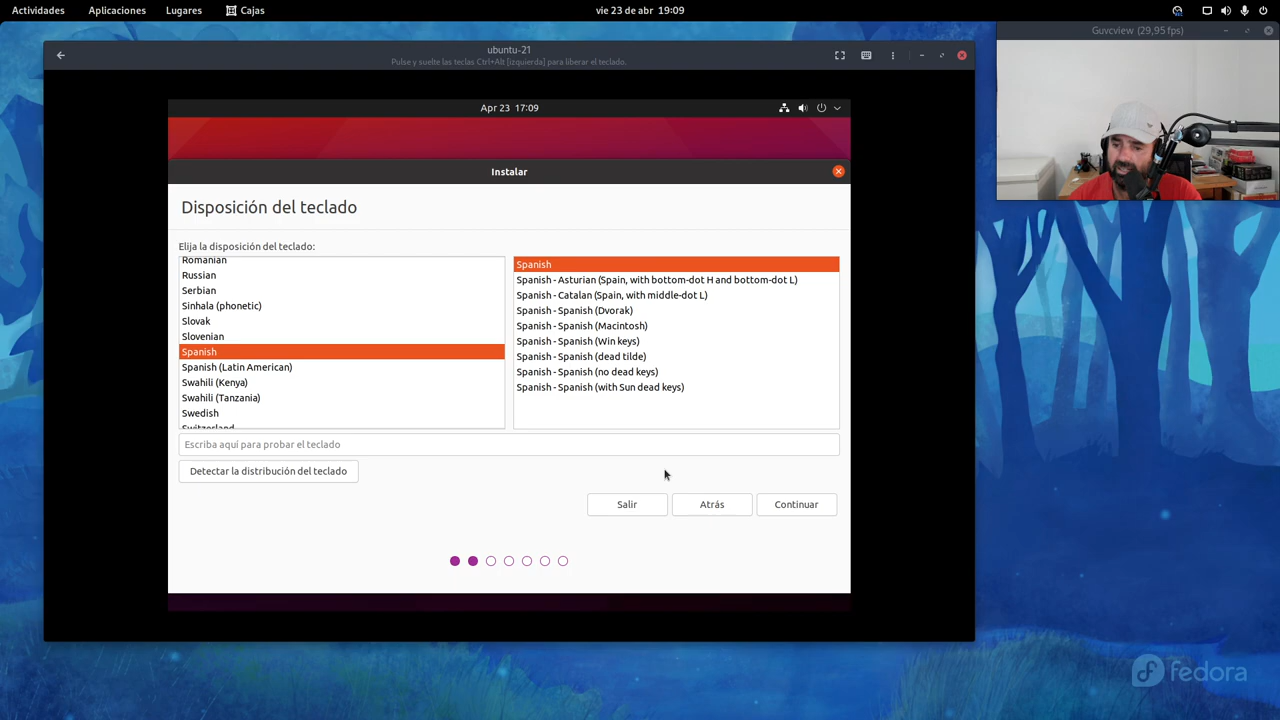 Actividades Aplicaciones Lugares Cajas vie 23 de abr 19:09
Guvcview (29,95 fps)
ubuntu-21
Pulse y suelte las teclas Ctrl+Alt [izquierda] para liberar el teclado.
Apr 23 17:09
Instalar
Disposición del teclado
Elija la disposición del teclado:
Romanian
Russian
Serbian
Sinhala (phonetic)
Slovak
Slovenian
Spanish
Spanish (Latin American)
Swahili (Kenya)
Swahili (Tanzania)
Swedish
Switzerland
Spanish
Spanish - Asturian (Spain, with bottom-dot H and bottom-dot L)
Spanish - Catalan (Spain, with middle-dot L)
Spanish - Spanish (Dvorak)
Spanish - Spanish (Macintosh)
Spanish - Spanish (Win keys)
Spanish - Spanish (dead tilde)
Spanish - Spanish (no dead keys)
Spanish - Spanish (with Sun dead keys)
Escriba aquí para probar el teclado
Detectar la distribución del teclado
Salir Atrás Continuar
fedora